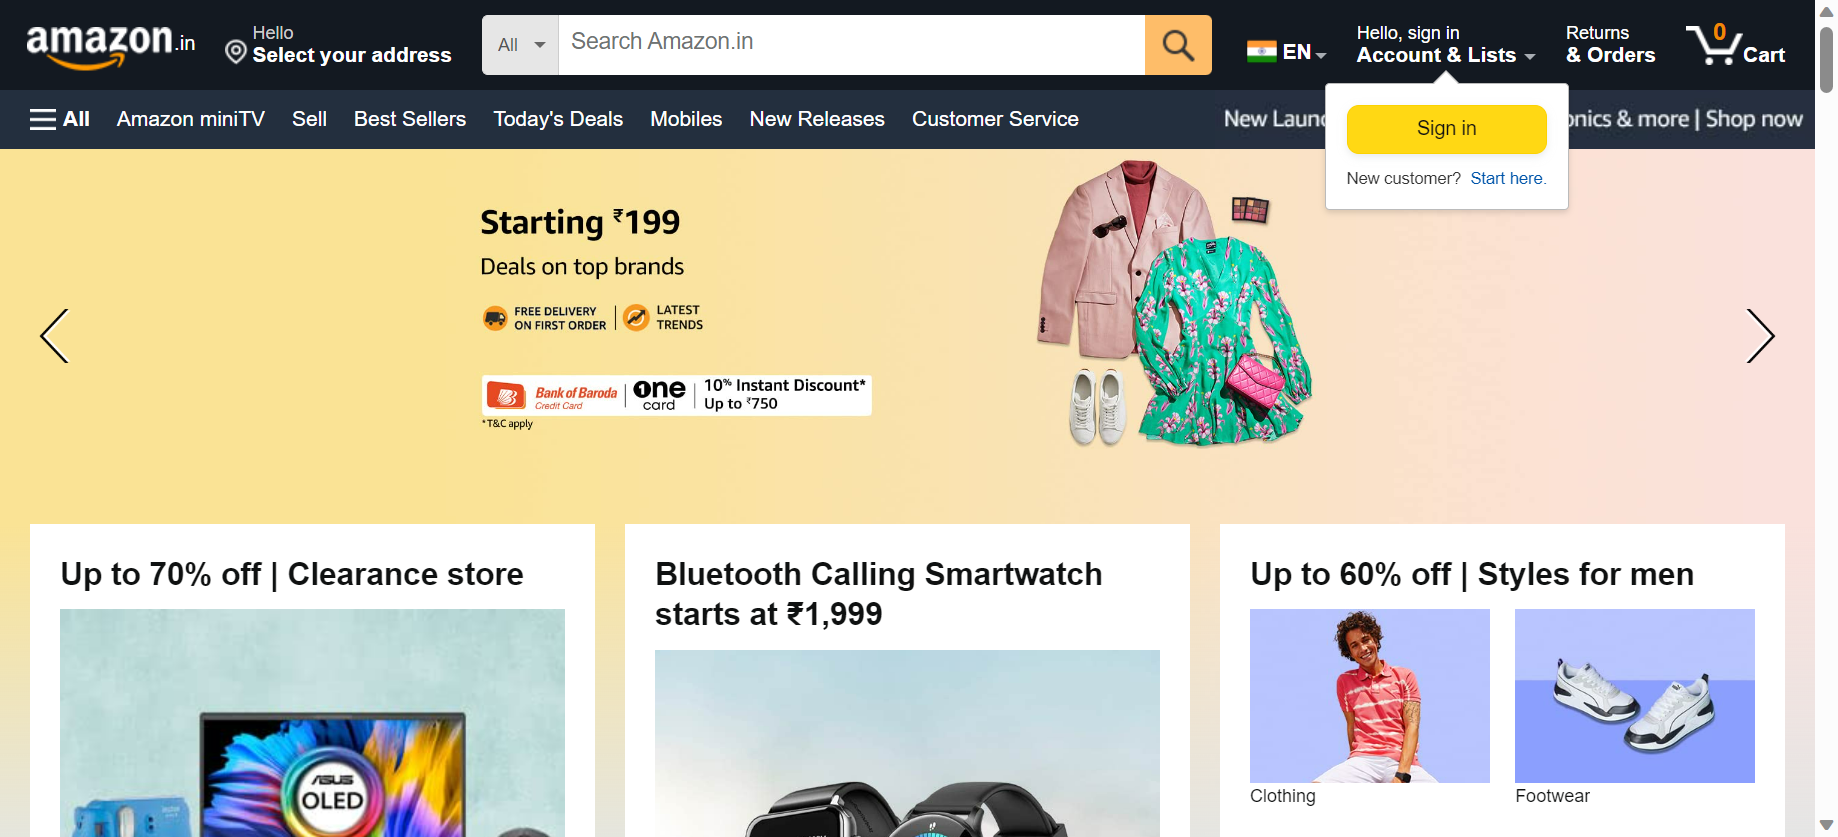 amazon.in
Hello
Select your address
All
Search Amazon.in
EN
Hello, sign in
Account & Lists
Returns
& Orders
0
Cart
All
Amazon miniTV
Sell
Best Sellers
Today's Deals
Mobiles
New Releases
Customer Service
New Laun
onics & more | Shop now
Sign in
New customer? Start here.
Starting ₹199
Deals on top brands
FREE DELIVERY
ON FIRST ORDER
LATEST
TRENDS
Bank of Baroda
Credit Card
one
card
10% Instant Discount*
Up to ₹750
*T&C apply
Up to 70% off | Clearance store
Bluetooth Calling Smartwatch
starts at ₹1,999
Up to 60% off | Styles for men
ASUS
OLED
Clothing
Footwear